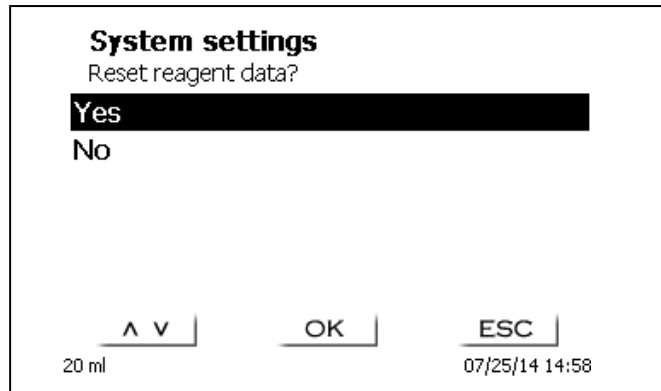 System settings
Reset reagent data?
Yes
No
∧ ∨ OK ESC
20 ml 07/25/14 14:58